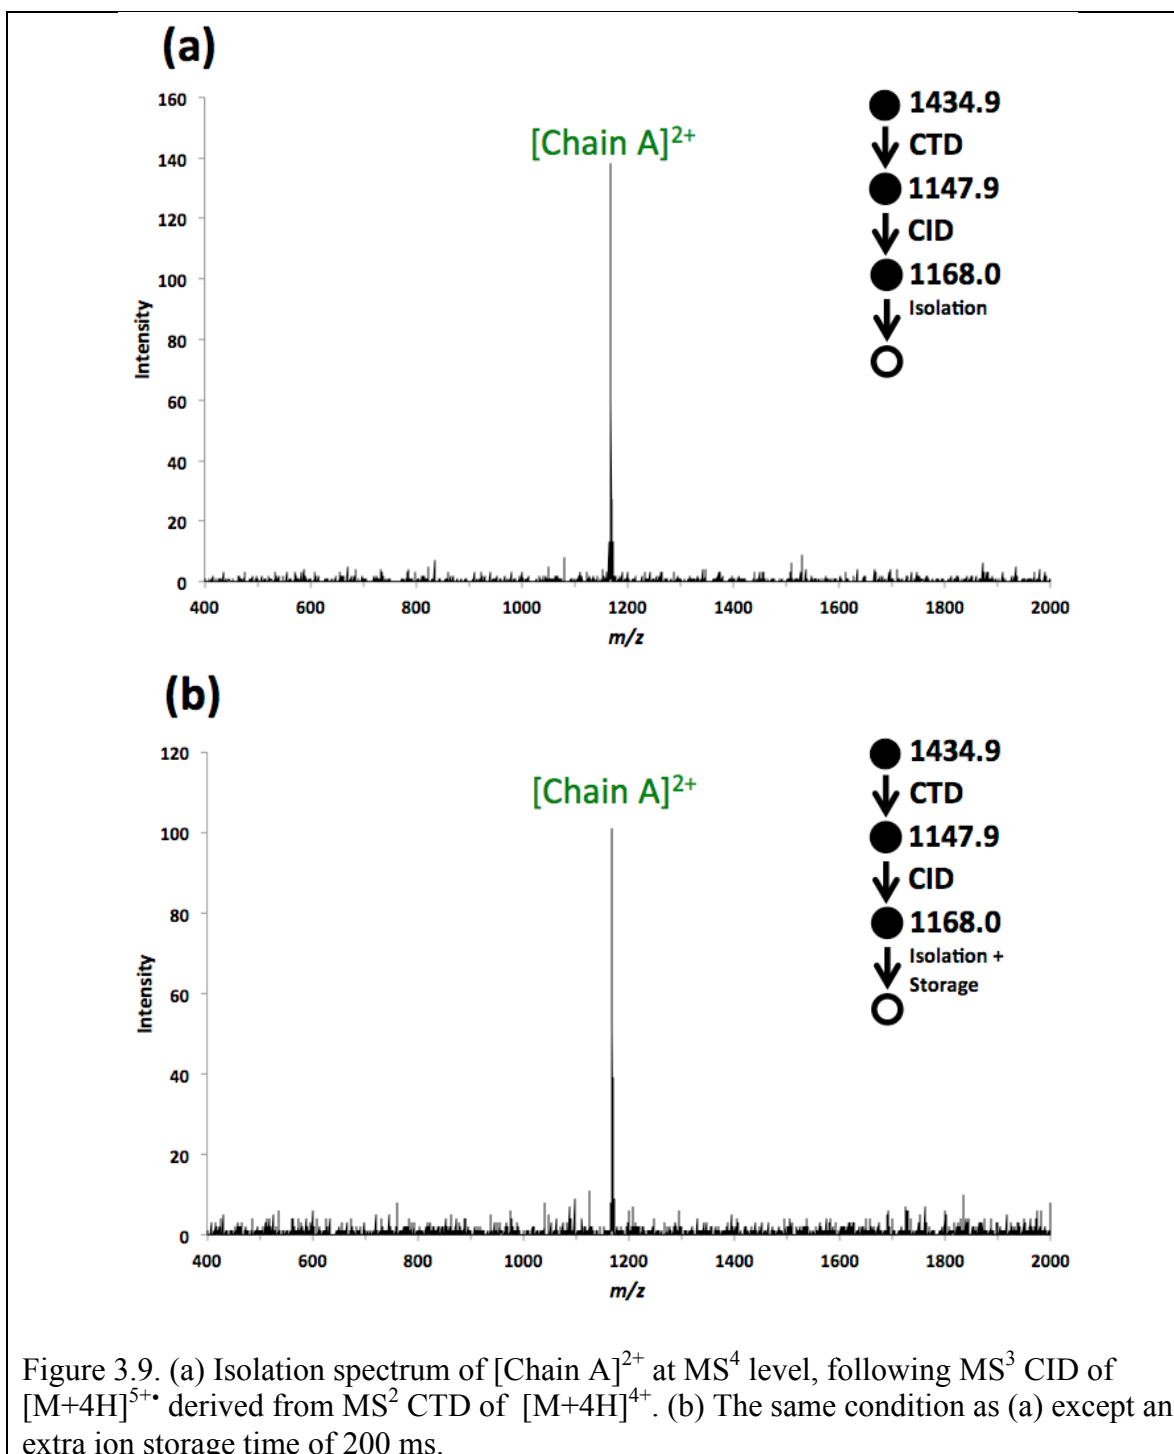 (a)
160
140
120
100
80
60
40
20
0
Intensity
[Chain A]²⁺
1434.9
CTD
1147.9
CID
1168.0
Isolation
400 600 800 1000 1200 1400 1600 1800 2000
m/z
(b)
120
100
80
60
40
20
0
Intensity
[Chain A]²⁺
1434.9
CTD
1147.9
CID
1168.0
Isolation +
Storage
400 600 800 1000 1200 1400 1600 1800 2000
m/z
Figure 3.9. (a) Isolation spectrum of [Chain A]²⁺ at MS⁴ level, following MS³ CID of
[M+4H]⁵⁺• derived from MS² CTD of [M+4H]⁴⁺. (b) The same condition as (a) except an
extra ion storage time of 200 ms.